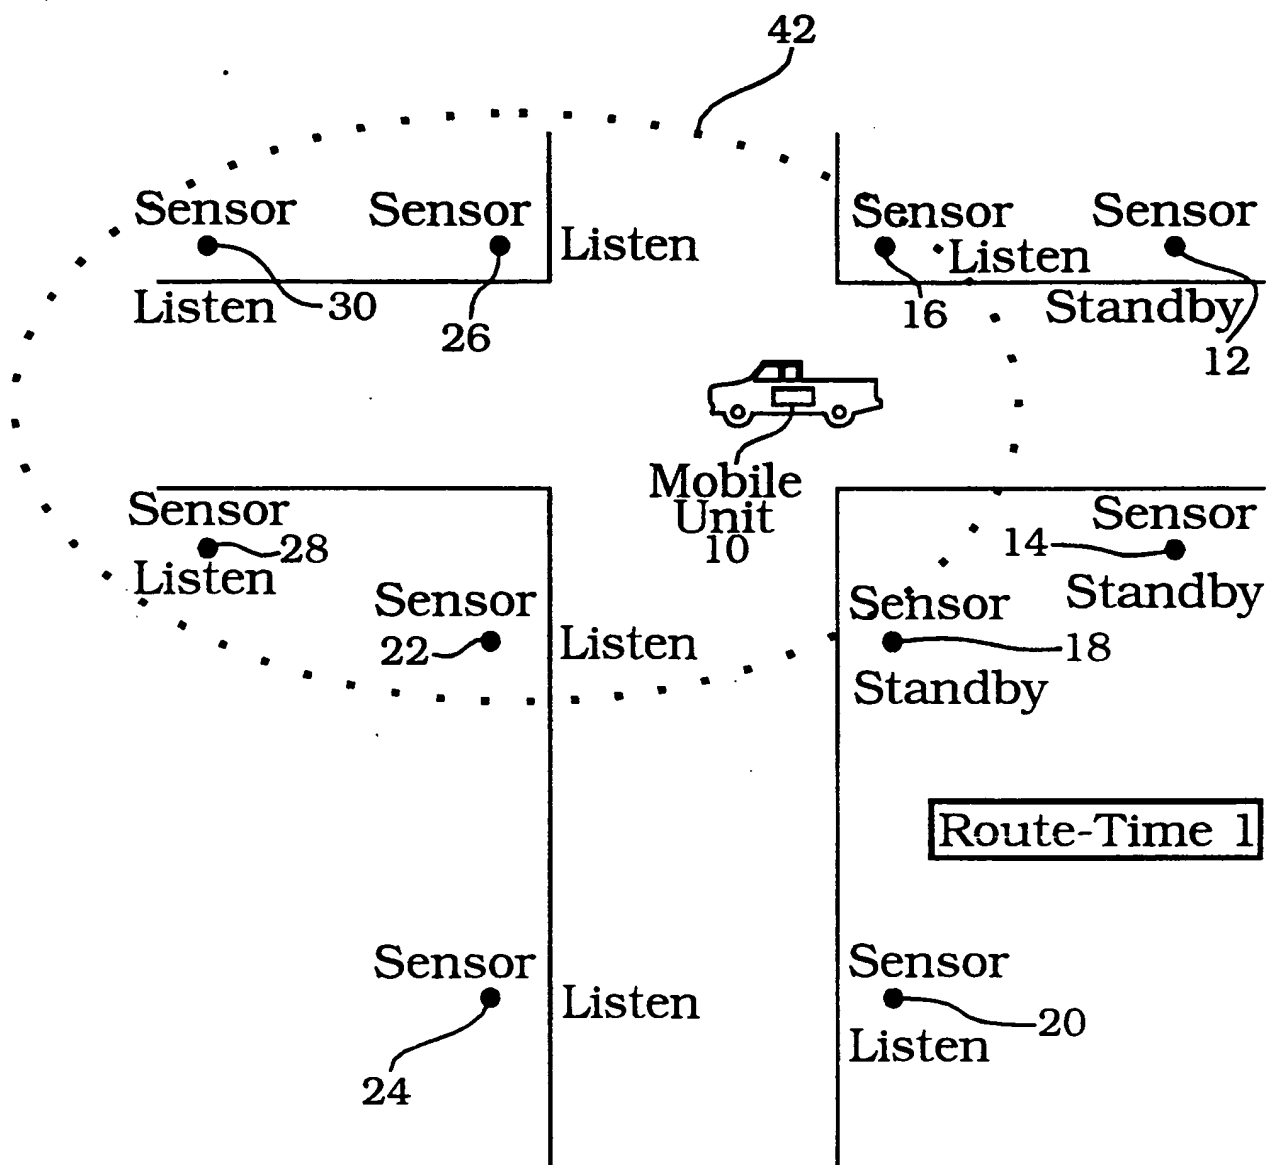 42
Sensor Sensor Sensor Sensor
Listen Listen
Listen 30 26 16 Standby 12
Mobile
Unit
10
Sensor Sensor
28 14
Listen Standby
Sensor Sensor
22 Listen 18
Standby
Route-Time 1
Sensor Sensor
Listen 20
Listen
24